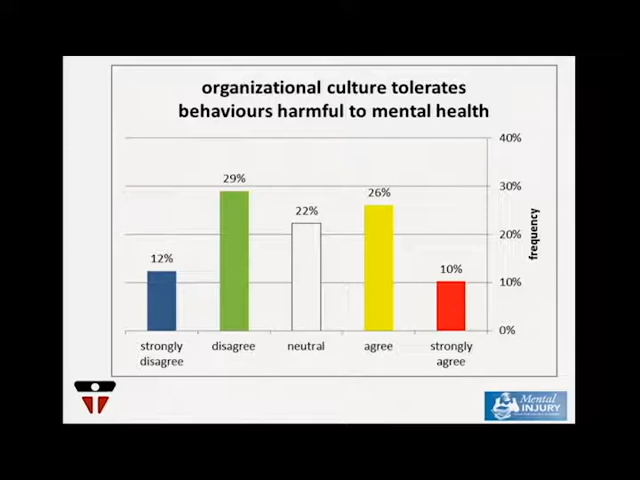 organizational culture tolerates
behaviours harmful to mental health
40%
30%
20%
10%
0%
frequency
12%
29%
22%
26%
10%
strongly
disagree
disagree
neutral
agree
strongly
agree
Mental
INJURY